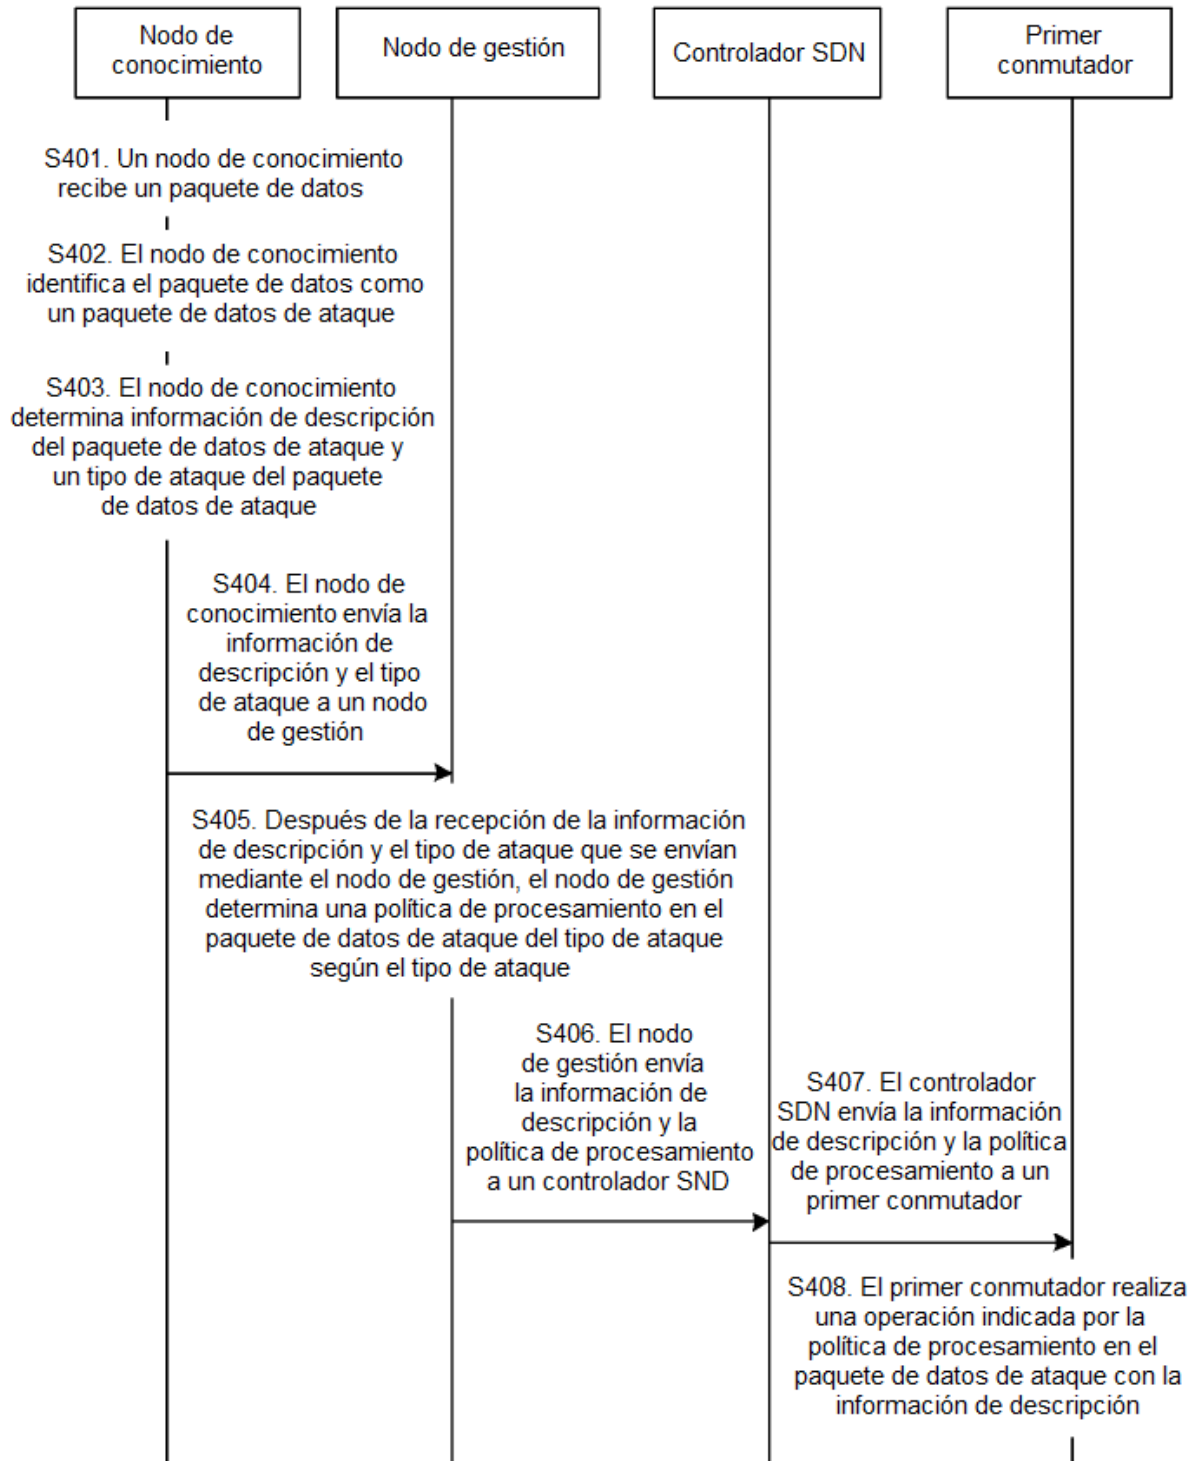 Nodo de
conocimiento
Nodo de gestión
Controlador SDN
Primer
conmutador
S401. Un nodo de conocimiento
recibe un paquete de datos
S402. El nodo de conocimiento
identifica el paquete de datos como
un paquete de datos de ataque
S403. El nodo de conocimiento
determina información de descripción
del paquete de datos de ataque y
un tipo de ataque del paquete
de datos de ataque
S404. El nodo de
conocimiento envía la
información de
descripción y el tipo
de ataque a un nodo
de gestión
S405. Después de la recepción de la información
de descripción y el tipo de ataque que se envían
mediante el nodo de gestión, el nodo de gestión
determina una política de procesamiento en el
paquete de datos de ataque del tipo de ataque
según el tipo de ataque
S406. El nodo
de gestión envía
la información de
descripción y la
política de procesamiento
a un controlador SND
S407. El controlador
SDN envía la información
de descripción y la política
de procesamiento a un
primer conmutador
S408. El primer conmutador realiza
una operación indicada por la
política de procesamiento en el
paquete de datos de ataque con la
información de descripción